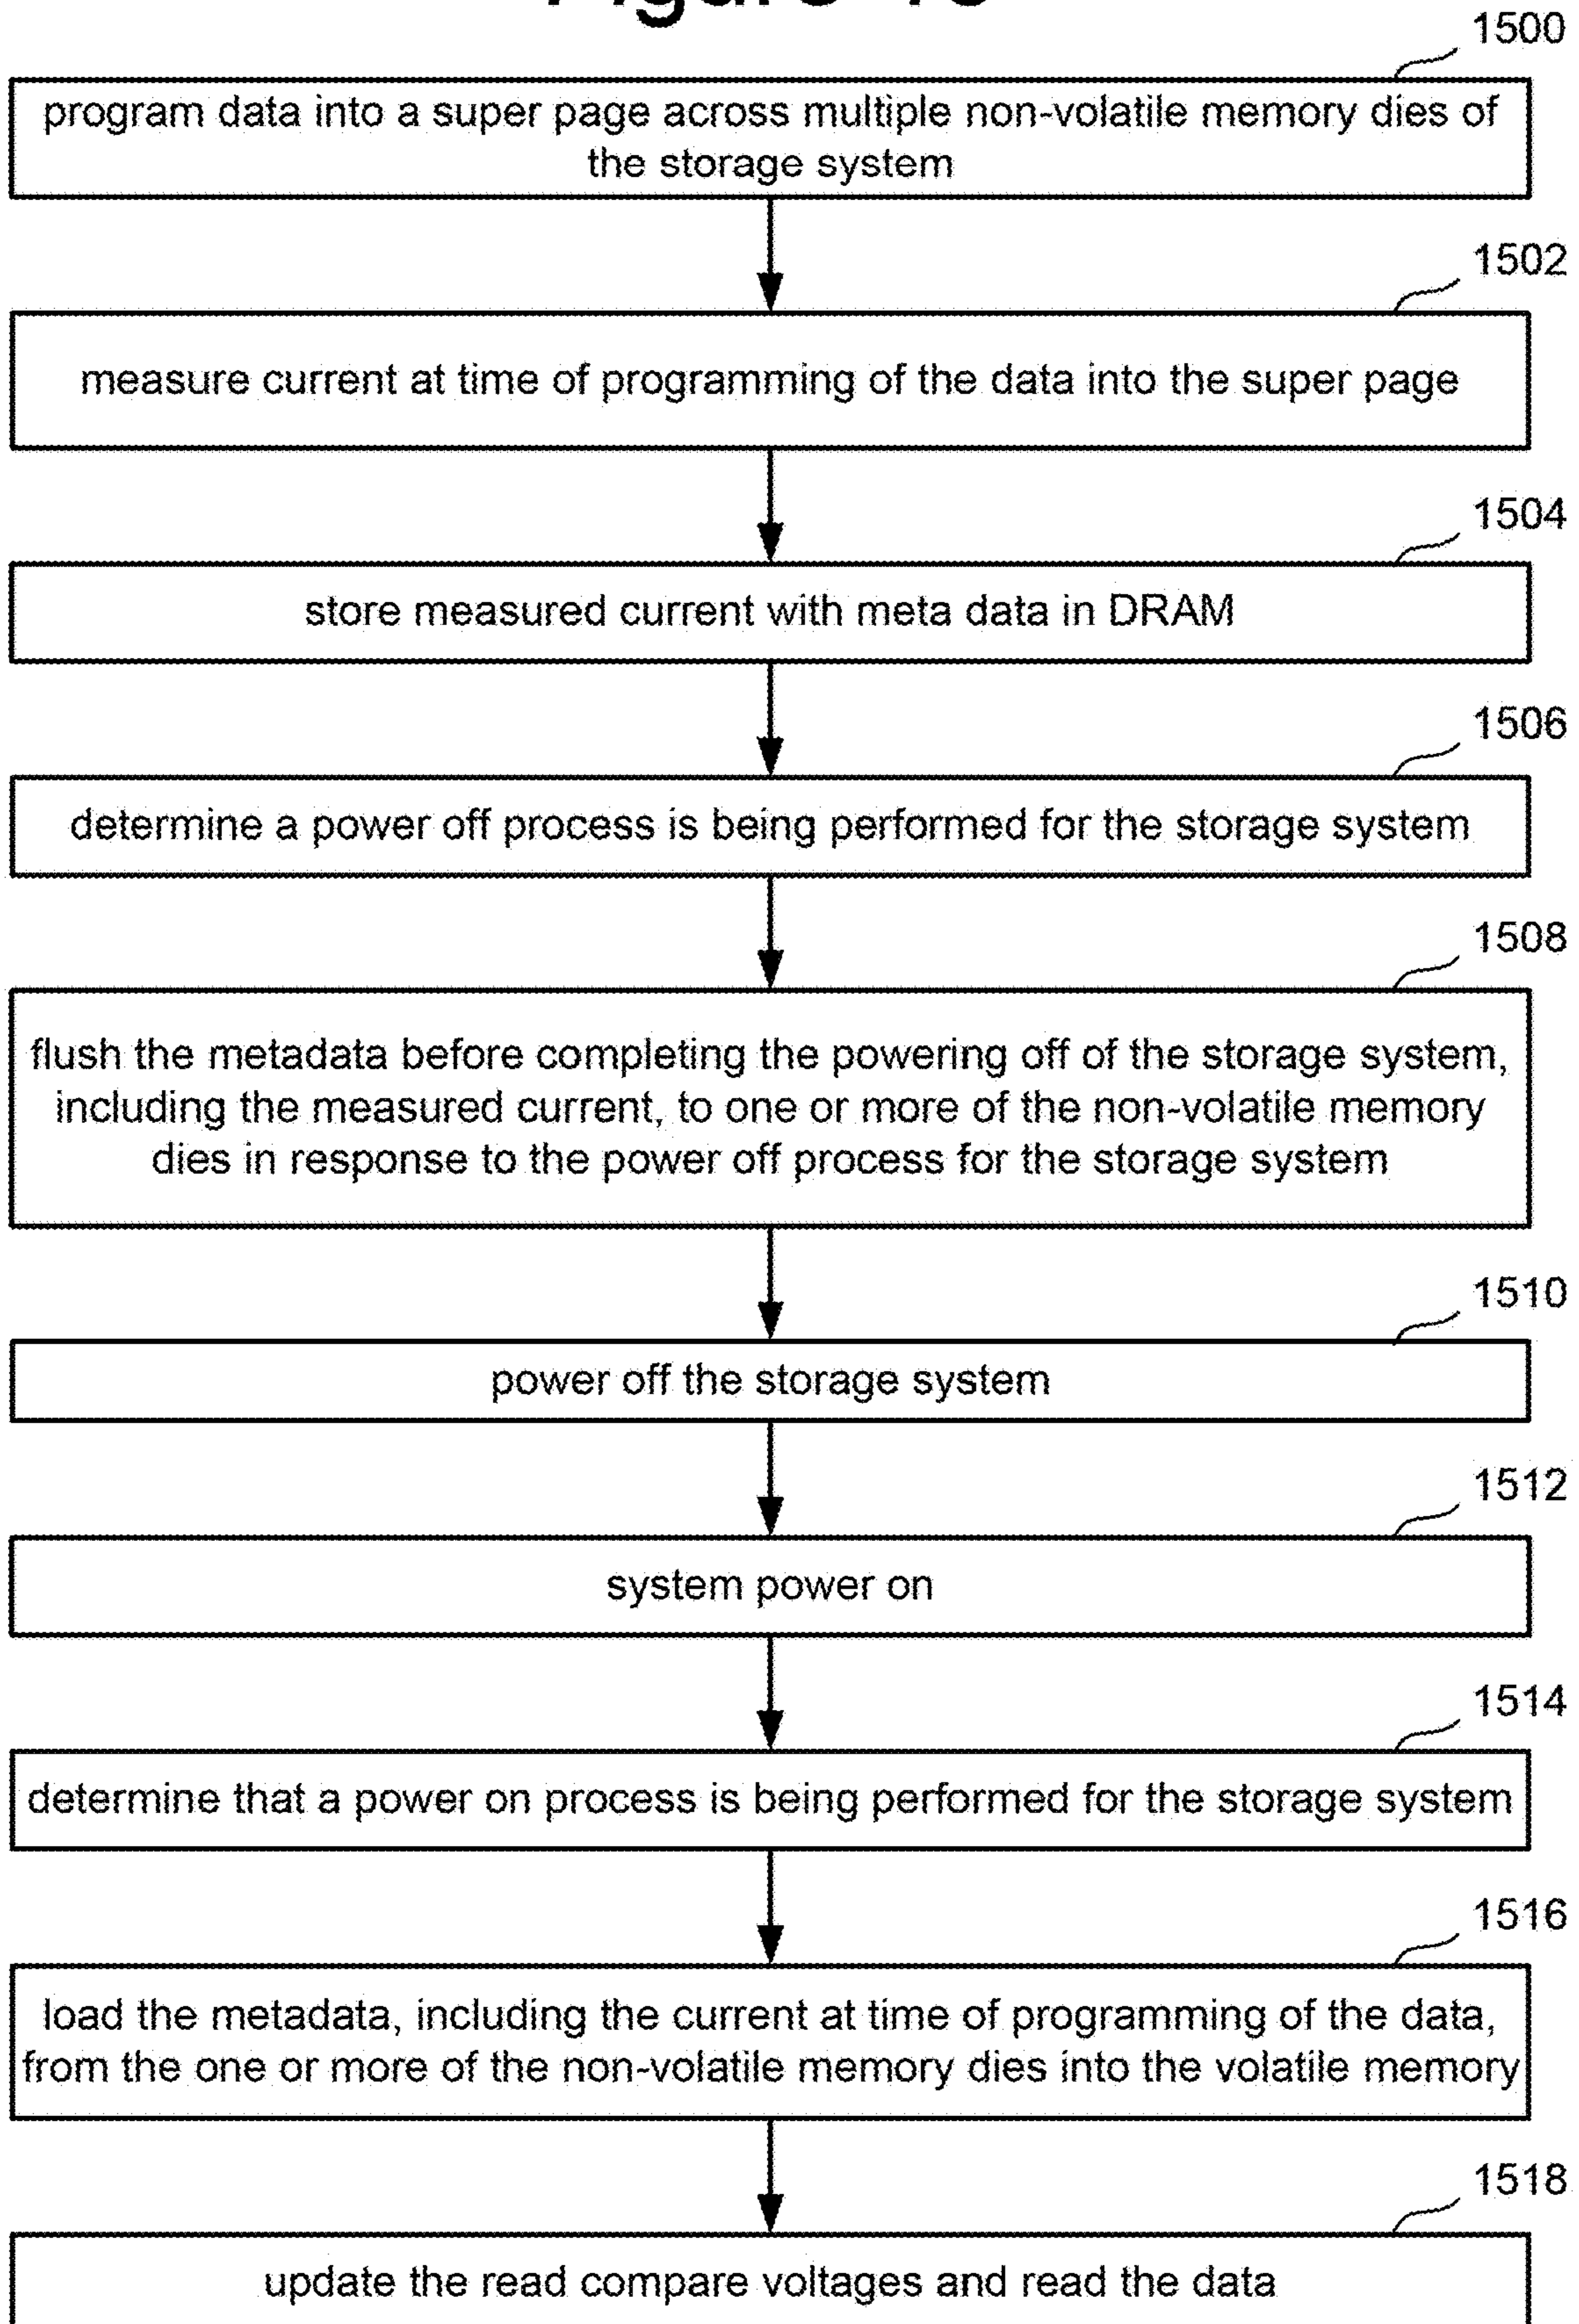 1500
program data into a super page across multiple non-volatile memory dies of
the storage system
1502
measure current at time of programming of the data into the super page
1504
store measured current with meta data in DRAM
1506
determine a power off process is being performed for the storage system
1508
flush the metadata before completing the powering off of the storage system,
including the measured current, to one or more of the non-volatile memory
dies in response to the power off process for the storage system
1510
power off the storage system
1512
system power on
1514
determine that a power on process is being performed for the storage system
1516
load the metadata, including the current at time of programming of the data,
from the one or more of the non-volatile memory dies into the volatile memory
1518
update the read compare voltages and read the data